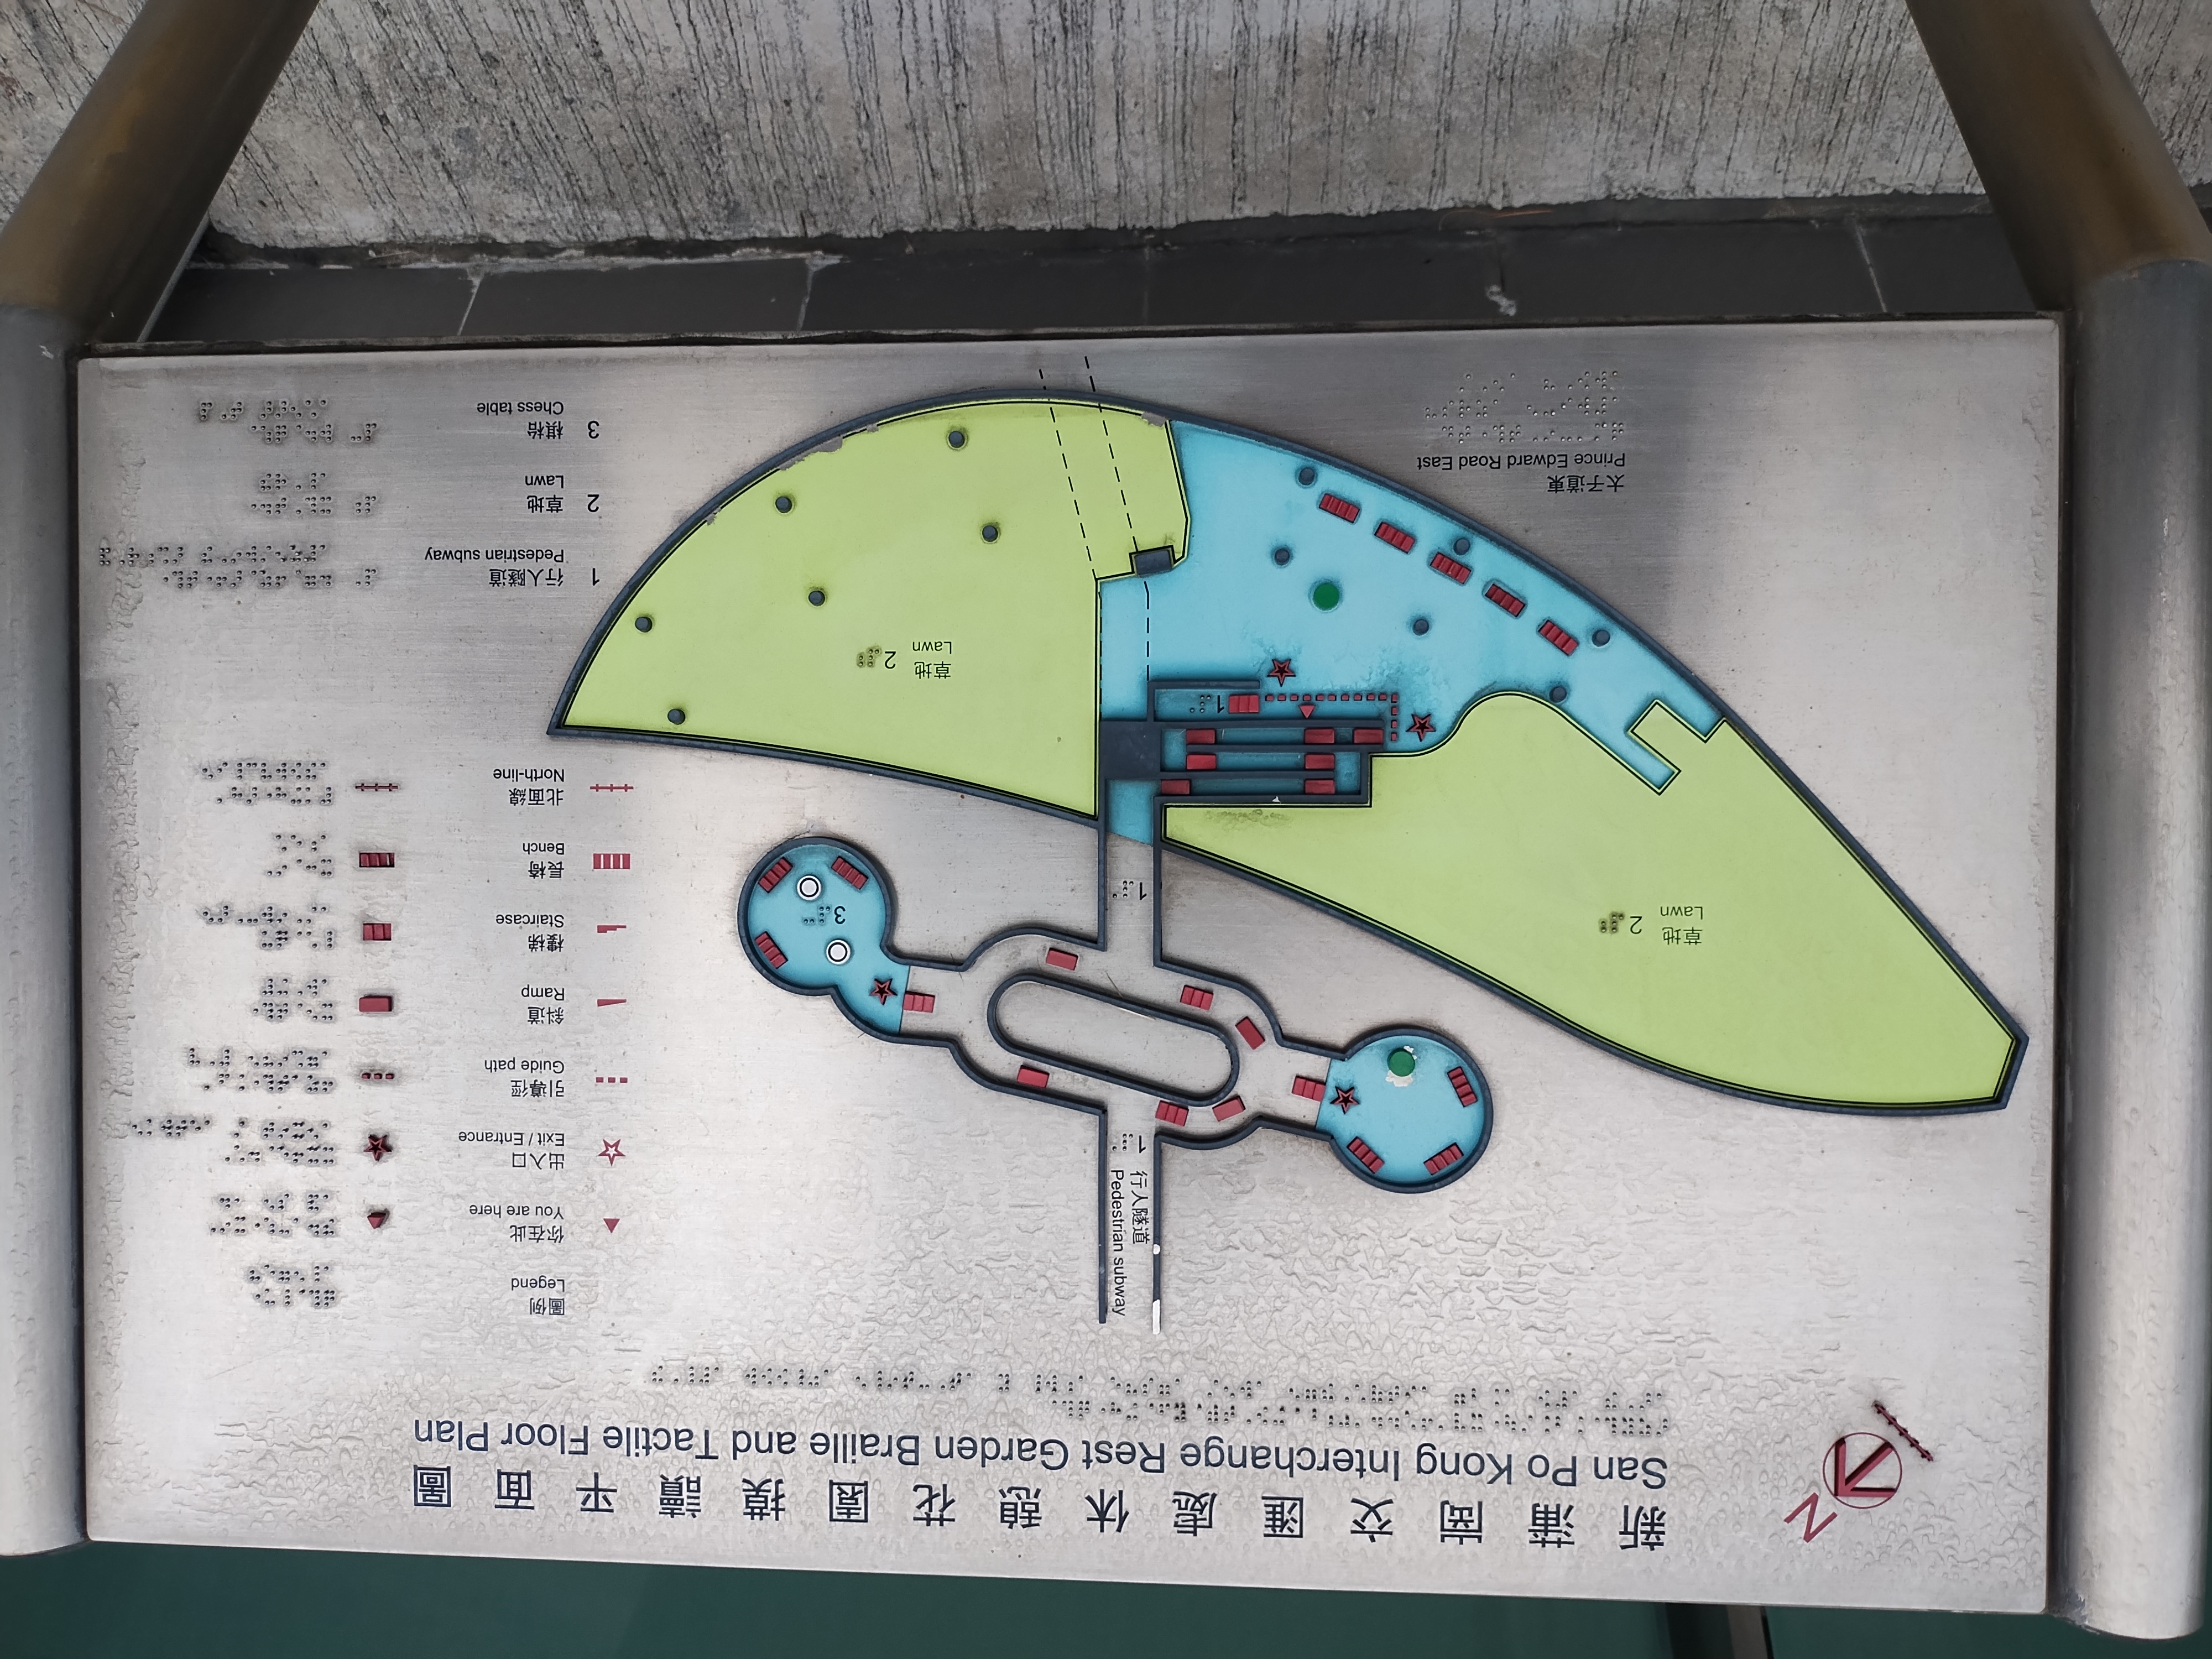 N
新蒲崗交匯處休憩花園摸讀平面圖
San Po Kong Interchange Rest Garden Braille and Tactile Floor Plan
行人隧道
Pedestrian subway
1
1
草地
Lawn
2
3
1
草地
Lawn
2
太子道東
Prince Edward Road East
圖例
Legend
你在此
You are here
出入口
Exit / Entrance
引導徑
Guide path
斜道
Ramp
樓梯
Staircase
長椅
Bench
北面線
North-line
1 行人隧道
Pedestrian subway
2 草地
Lawn
3 棋枱
Chess table